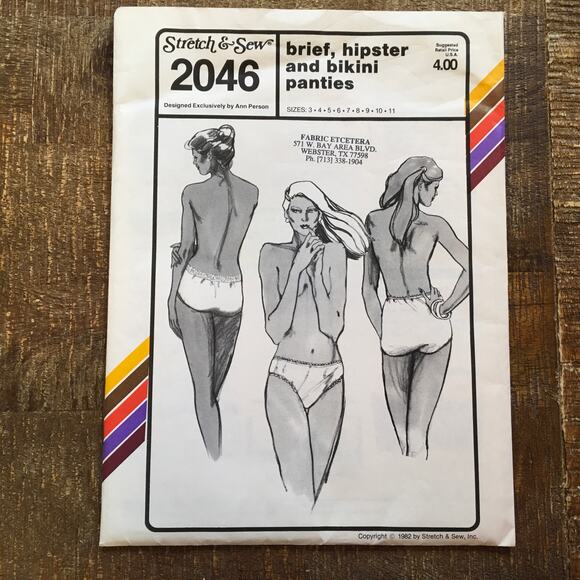 Stretch & Sew®
2046
Designed Exclusively by Ann Person
brief, hipster
and bikini
panties
SIZES: 3 • 4 • 5 • 6 • 7 • 8 • 9 • 10 • 11
Suggested
Retail Price
U.S.A.
4.00
FABRIC ETCETERA
571 W. BAY AREA BLVD.
WEBSTER, TX 77598
Ph. [713] 338-1904
Copyright © 1982 by Stretch & Sew, Inc.